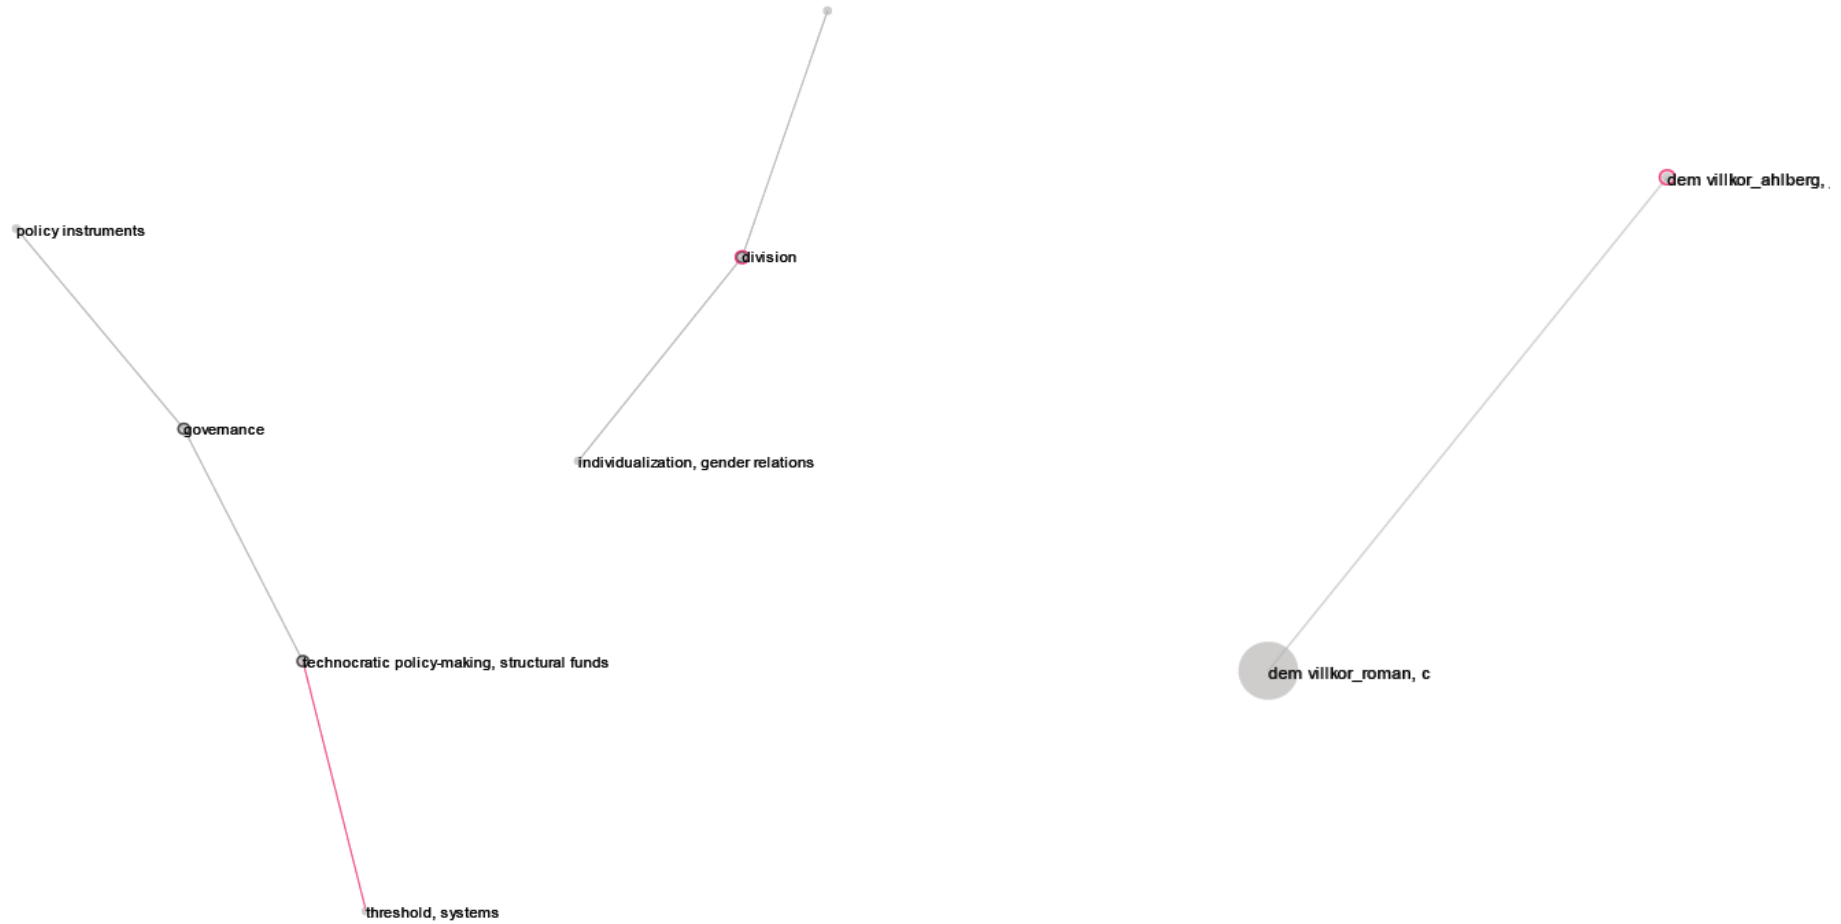 dem villkor_ahlberg,
policy instruments
division
governance
individualization, gender relations
technocratic policy-making, structural funds
dem villkor_roman, c
threshold, systems